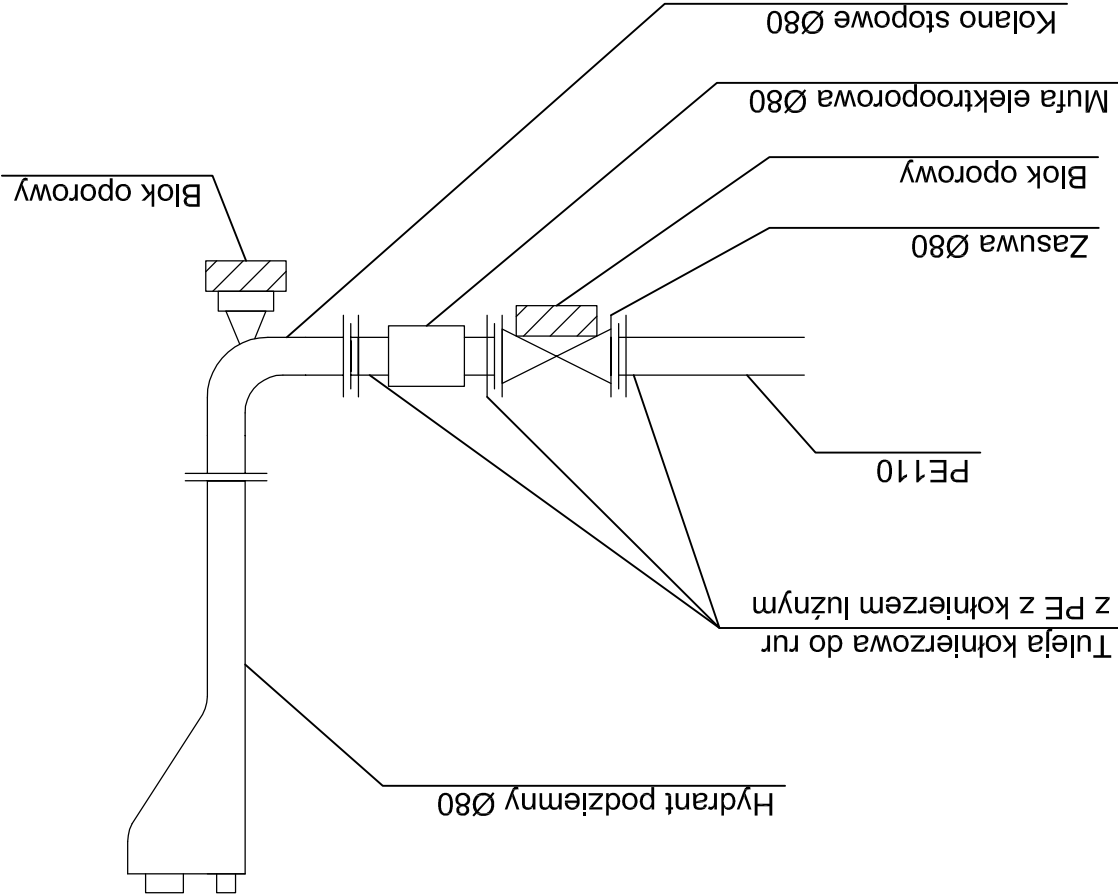 Hydrant podziemny Ø80
Tuleja kołnierzowa do rur
z PE z kołnierzem luźnym
PE110
Zasuwa Ø80
Blok oporowy
Mufa elektrooporowa Ø80
Kolano stopowe Ø80
Blok oporowy